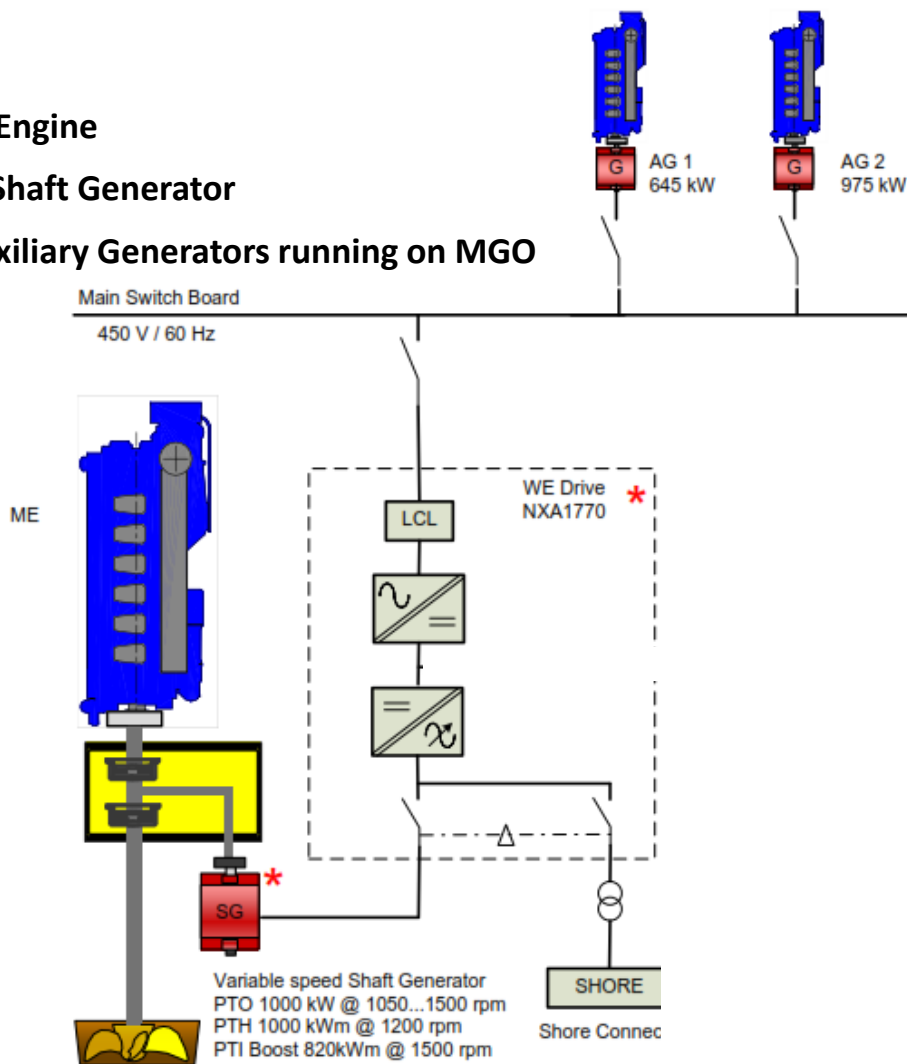 Engine
Shaft Generator
xiliary Generators running on MGO
G
AG 1
645 kW
G
AG 2
975 kW
Main Switch Board
450 V / 60 Hz
ME
WE Drive *
NXA1770
LCL
SG *
Variable speed Shaft Generator
PTO 1000 kW @ 1050...1500 rpm
PTH 1000 kWm @ 1200 rpm
PTI Boost 820kWm @ 1500 rpm
SHORE
Shore Connec